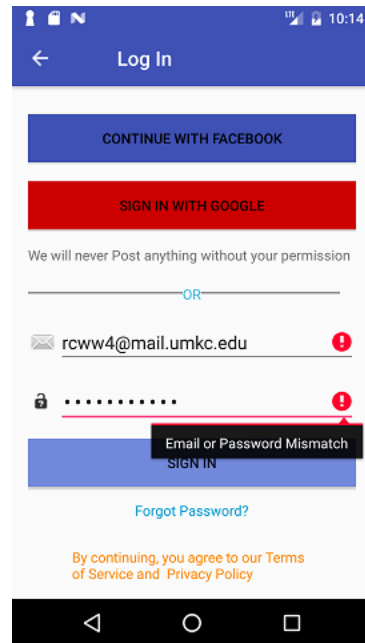 LTE 10:14
Log In
CONTINUE WITH FACEBOOK
SIGN IN WITH GOOGLE
We will never Post anything without your permission
OR
rcww4@mail.umkc.edu
Email or Password Mismatch
SIGN IN
Forgot Password?
By continuing, you agree to our Terms
of Service and Privacy Policy